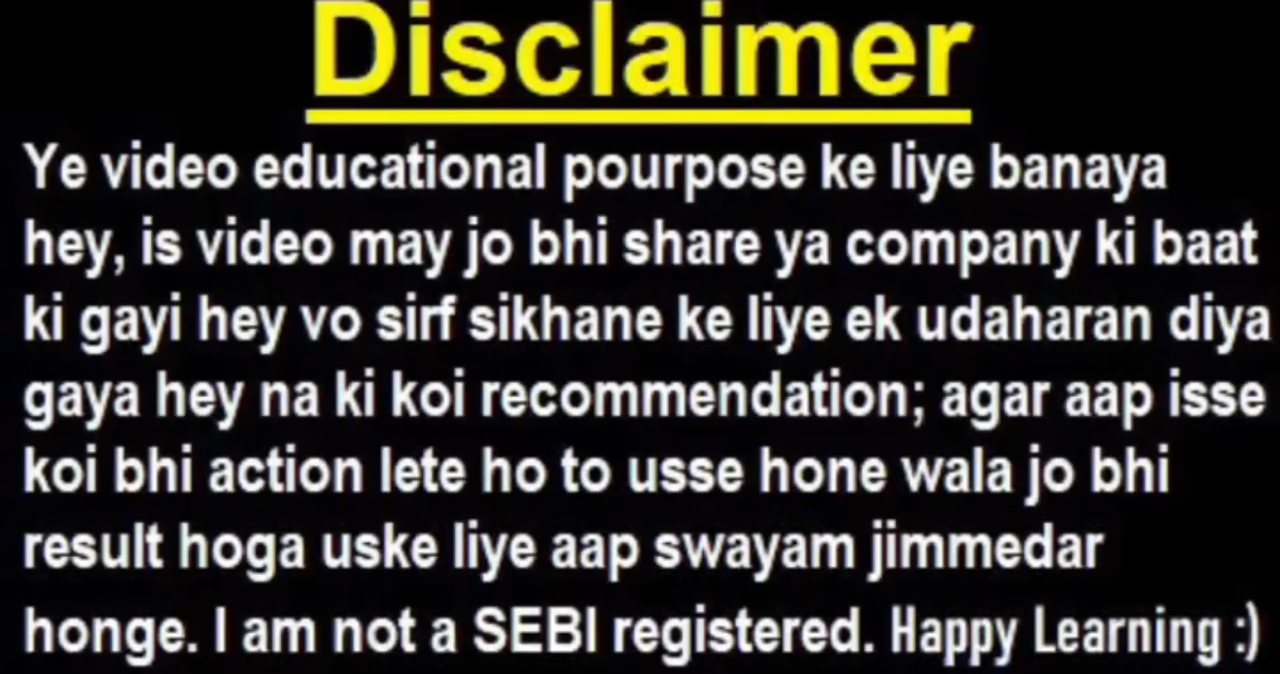 Disclaimer
Ye video educational pourpose ke liye banaya
hey, is video may jo bhi share ya company ki baat
ki gayi hey vo sirf sikhane ke liye ek udaharan diya
gaya hey na ki koi recommendation; agar aap isse
koi bhi action lete ho to usse hone wala jo bhi
result hoga uske liye aap swayam jimmedar
honge. I am not a SEBI registered. Happy Learning :)